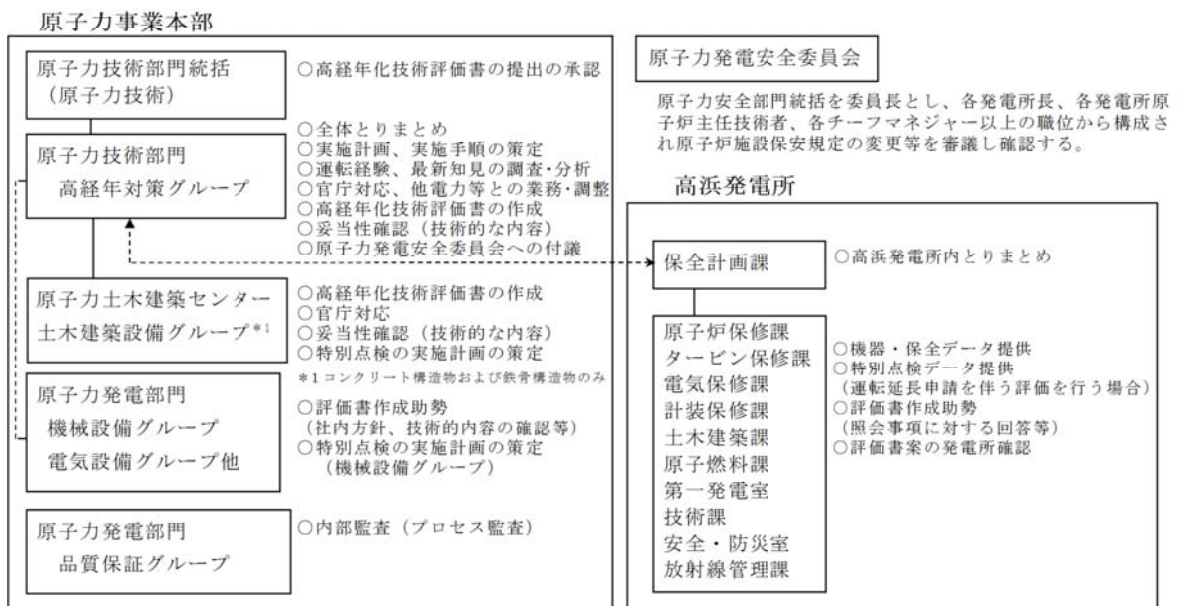 原子力事業本部
原子力技術部門統括
(原子力技術)
○高経年化技術評価書の提出の承認
原子力技術部門
高経年対策グループ
○全体とりまとめ
○実施計画、実施手順の策定
○運転経験、最新知見の調査・分析
○官庁対応、他電力等との業務・調整
○高経年化技術評価書の作成
○妥当性確認(技術的な内容)
○原子力発電安全委員会への付議
原子力土木建築センター
土木建築設備グループ*1
○高経年化技術評価書の作成
○官庁対応
○妥当性確認(技術的な内容)
○特別点検の実施計画の策定
*1コンクリート構造物および鉄骨構造物のみ
原子力発電部門
機械設備グループ
電気設備グループ他
○評価書作成助勢
(社内方針、技術的内容の確認等)
○特別点検の実施計画の策定
(機械設備グループ)
原子力発電部門
品質保証グループ
○内部監査(プロセス監査)
原子力発電安全委員会
原子力安全部門統括を委員長とし、各発電所長、各発電所原
子炉主任技術者、各チーフマネジャー以上の職位から構成さ
れ原子炉施設保安規定の変更等を審議し確認する。
高浜発電所
保全計画課
○高浜発電所内とりまとめ
原子炉保修課
タービン保修課
電気保修課
計装保修課
土木建築課
原子燃料課
第一発電室
技術課
安全・防災室
放射線管理課
○機器・保全データ提供
○特別点検データ提供
(運転延長申請を伴う評価を行う場合)
○評価書作成助勢
(照会事項に対する回答等)
○評価書案の発電所確認